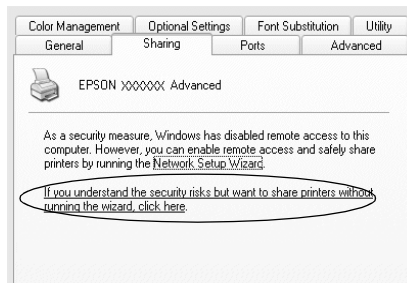 Color Management Optional Settings Font Substitution Utility
General Sharing Ports Advanced
EPSON XXXXXX Advanced
As a security measure, Windows has disabled remote access to this
computer. However, you can enable remote access and safely share
printers by running the Network Setup Wizard.
If you understand the security risks but want to share printers without
running the wizard, click here.